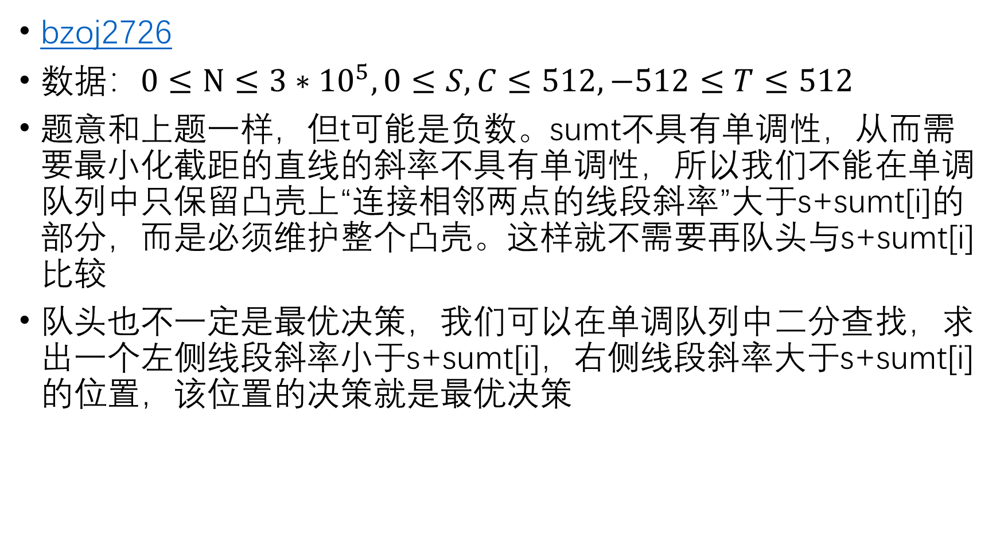 • bzoj2726
• 数据：0 ≤ N ≤ 3 * 10⁵, 0 ≤ S, C ≤ 512, −512 ≤ T ≤ 512
• 题意和上题一样，但t可能是负数。sumt不具有单调性，从而需
要最小化截距的直线的斜率不具有单调性，所以我们不能在单调
队列中只保留凸壳上“连接相邻两点的线段斜率”大于s+sumt[i]的
部分，而是必须维护整个凸壳。这样就不需要再队头与s+sumt[i]
比较
• 队头也不一定是最优决策，我们可以在单调队列中二分查找，求
出一个左侧线段斜率小于s+sumt[i]，右侧线段斜率大于s+sumt[i]
的位置，该位置的决策就是最优决策